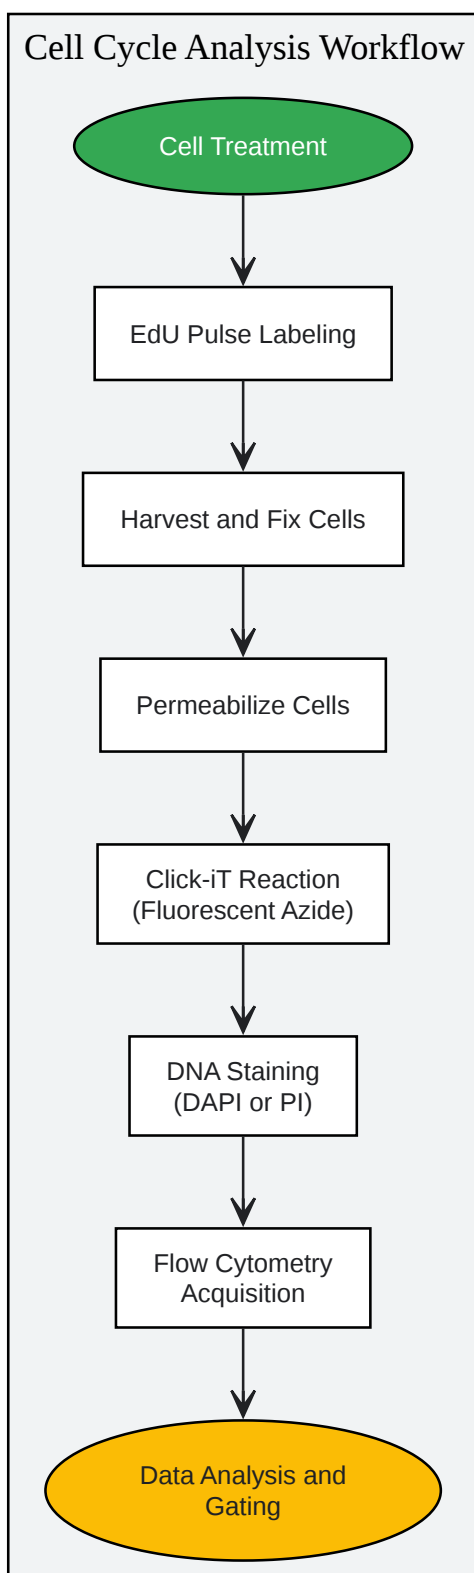 Cell Cycle Analysis Workflow
Cell Treatment
EdU Pulse Labeling
Harvest and Fix Cells
Permeabilize Cells
Click-iT Reaction
(Fluorescent Azide)
DNA Staining
(DAPI or PI)
Flow Cytometry
Acquisition
Data Analysis and
Gating